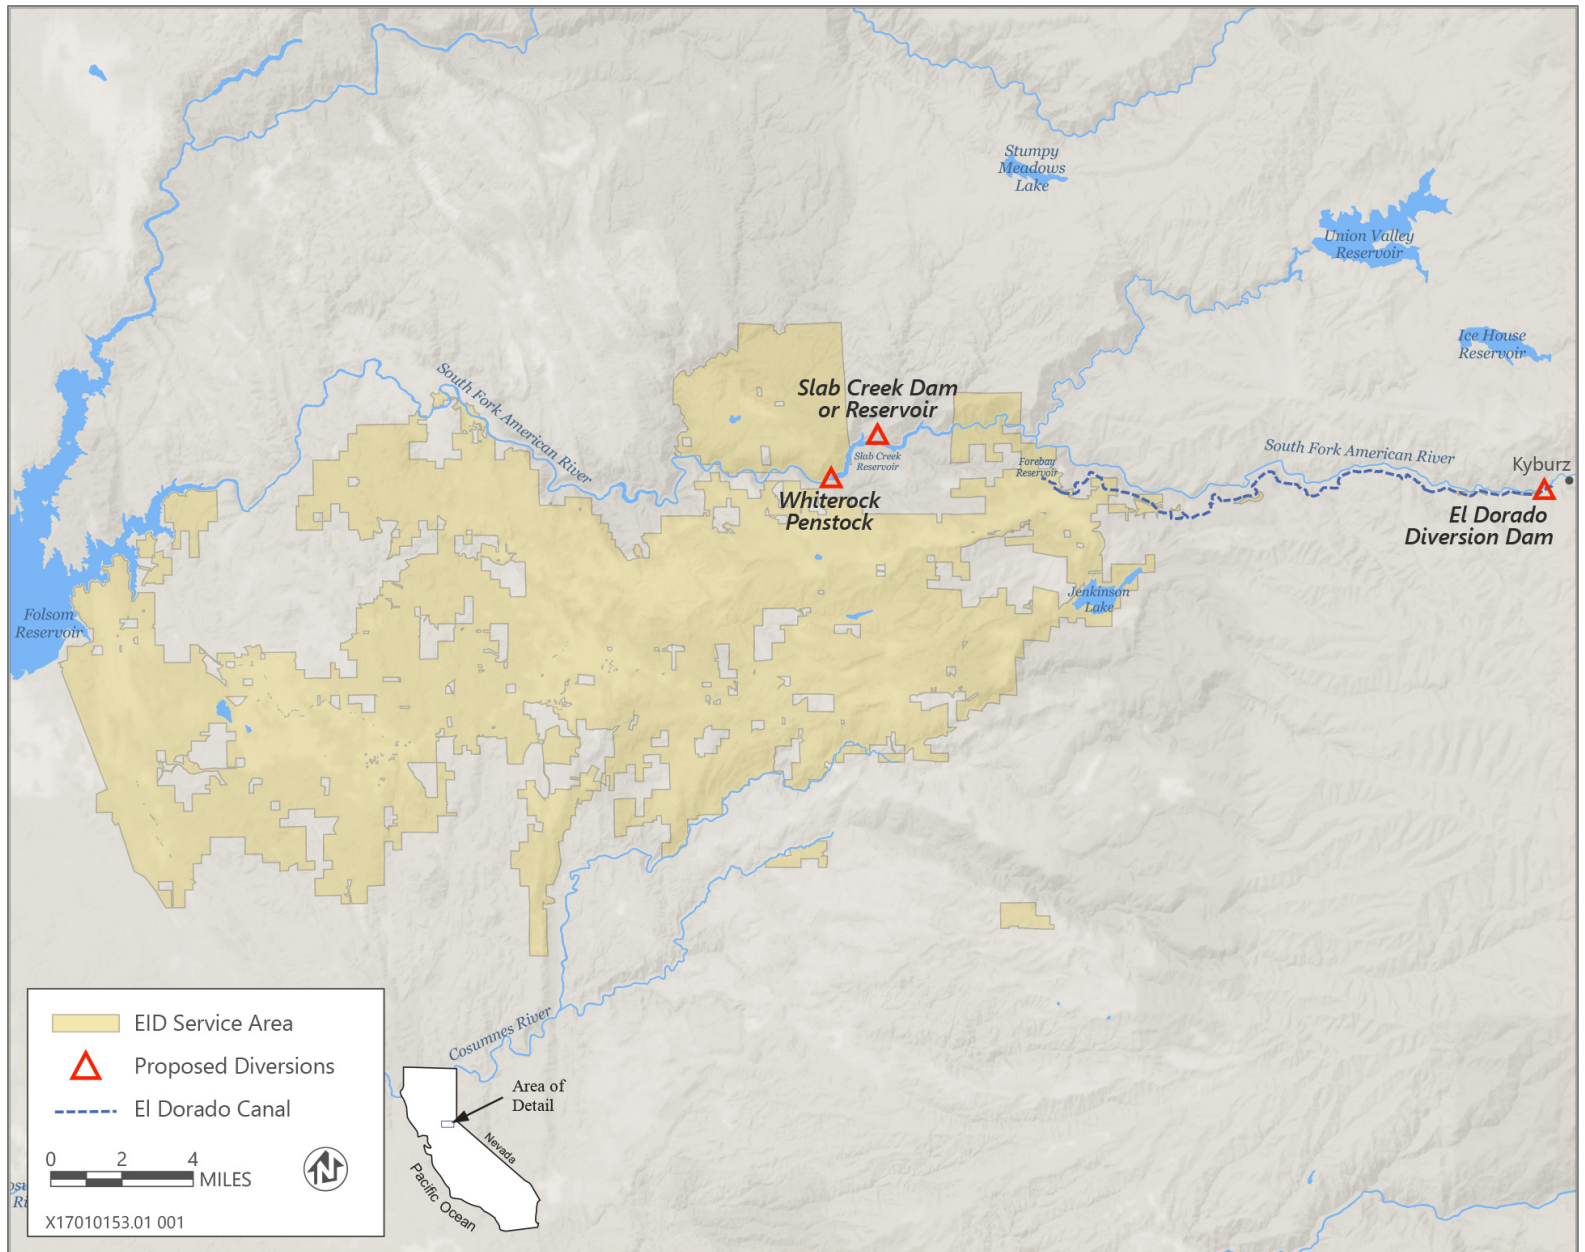 Stumpy
Meadows
Lake
Union Valley
Reservoir
Ice House
Reservoir
South Fork American River
Slab Creek Dam
or Reservoir
Slab Creek
Reservoir
Whiterock
Penstock
Forebay
Reservoir
South Fork American River
Kyburz
El Dorado
Diversion Dam
Jenkinson
Lake
Folsom
Reservoir
Cosumnes River
EID Service Area
Proposed Diversions
El Dorado Canal
0 2 4
MILES
N
X17010153.01 001
Area of
Detail
Nevada
Pacific Ocean